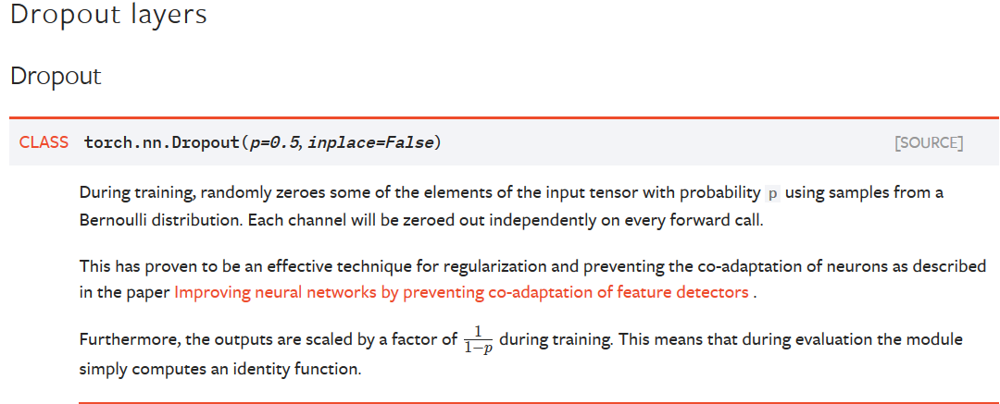 Dropout layers
Dropout
CLASS torch.nn.Dropout(p=0.5, inplace=False) [SOURCE]
During training, randomly zeroes some of the elements of the input tensor with probability p using samples from a
Bernoulli distribution. Each channel will be zeroed out independently on every forward call.
This has proven to be an effective technique for regularization and preventing the co-adaptation of neurons as described
in the paper Improving neural networks by preventing co-adaptation of feature detectors .
Furthermore, the outputs are scaled by a factor of 1/1−p during training. This means that during evaluation the module
simply computes an identity function.